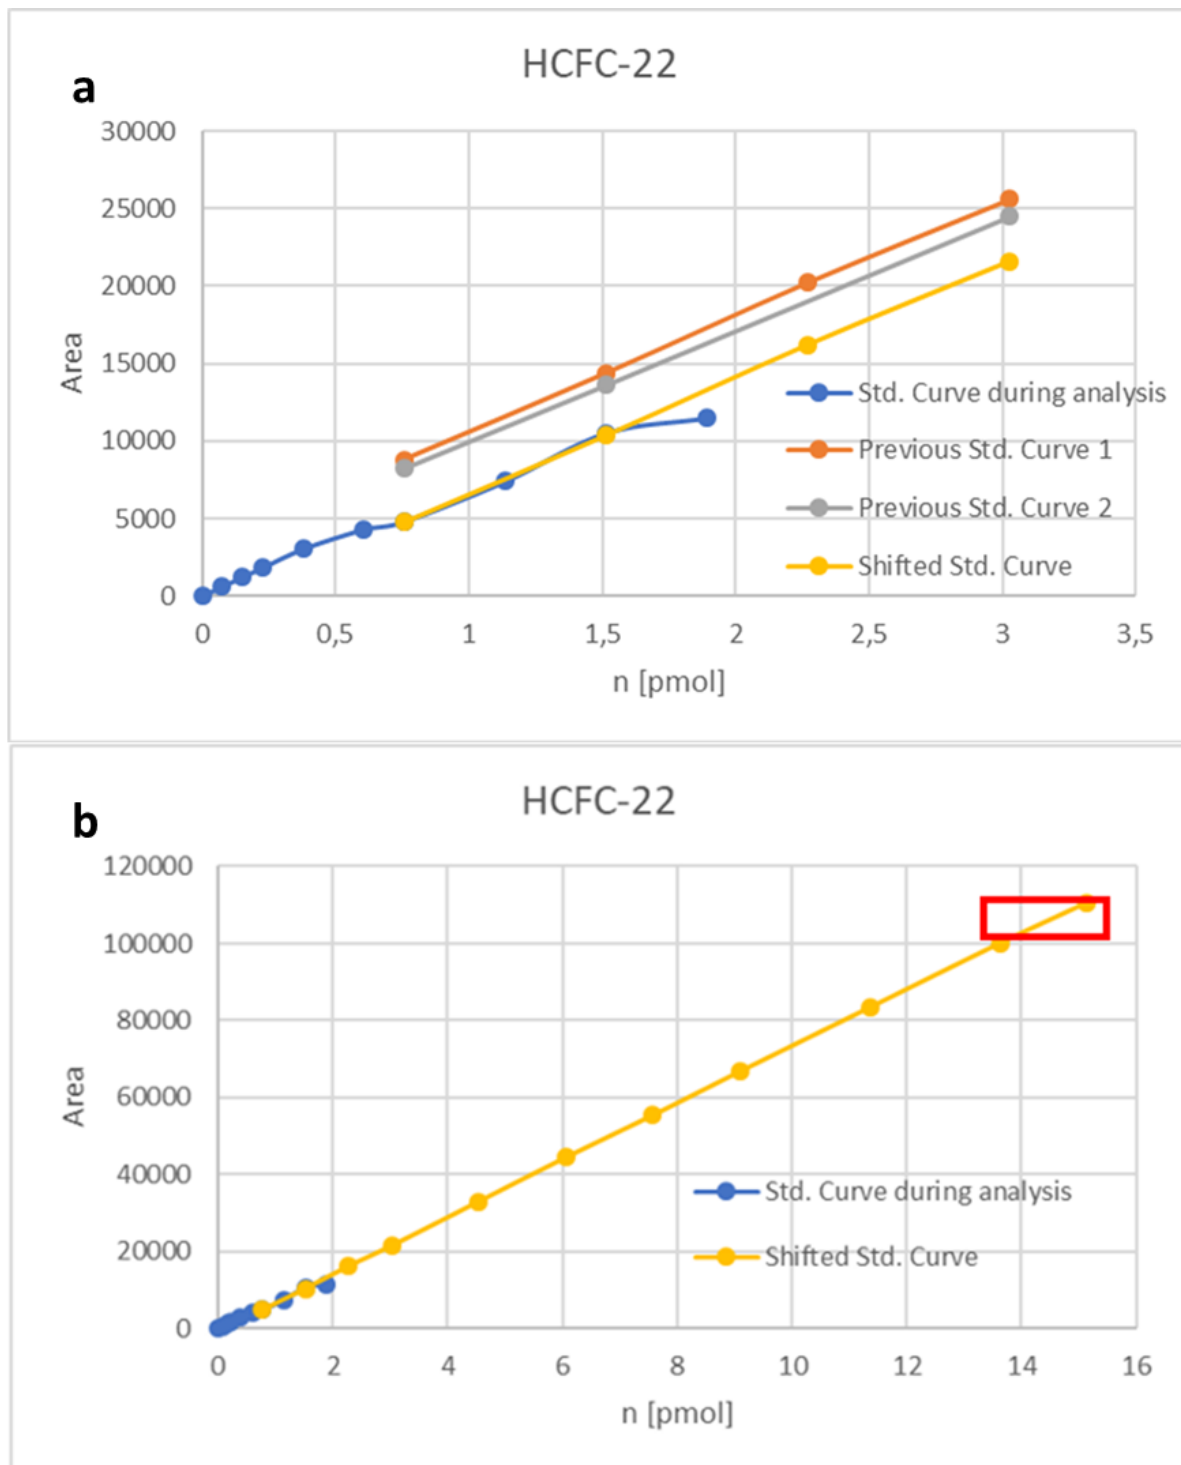 HCFC-22
a
30000
25000
20000
15000
10000
5000
0
Area
Std. Curve during analysis
Previous Std. Curve 1
Previous Std. Curve 2
Shifted Std. Curve
0 0,5 1 1,5 2 2,5 3 3,5
n [pmol]
HCFC-22
b
120000
100000
80000
60000
40000
20000
0
Area
Std. Curve during analysis
Shifted Std. Curve
0 2 4 6 8 10 12 14 16
n [pmol]